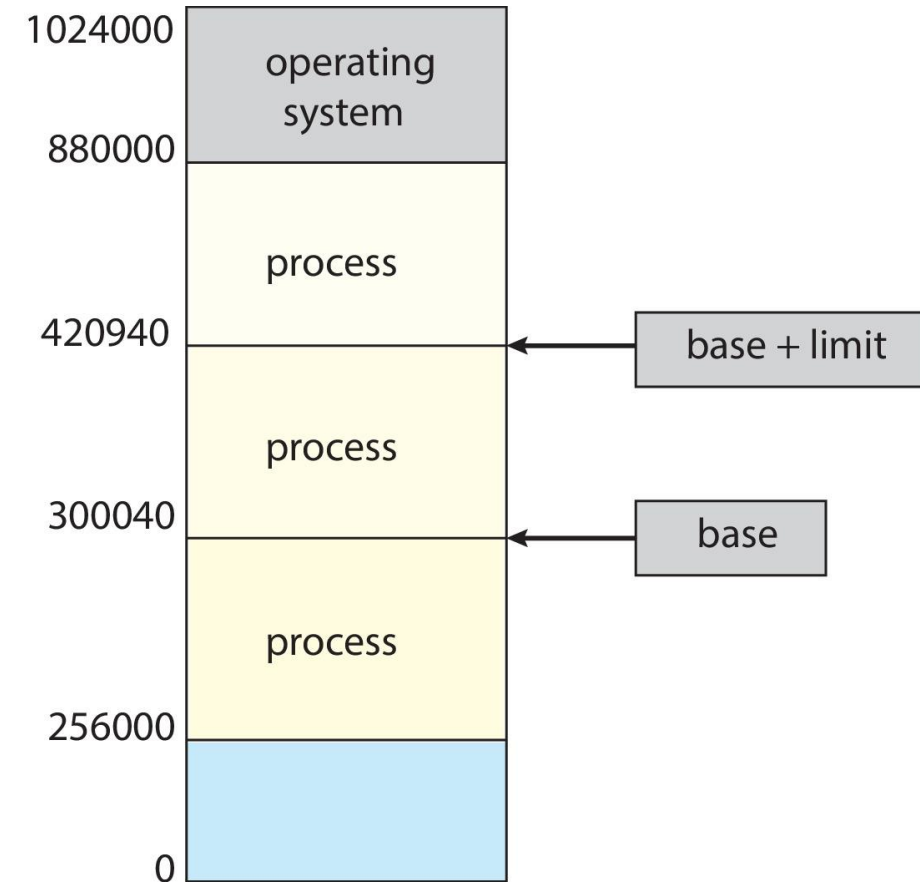 1024000
operating
system
880000
process
420940
base + limit
process
300040
base
process
256000
0